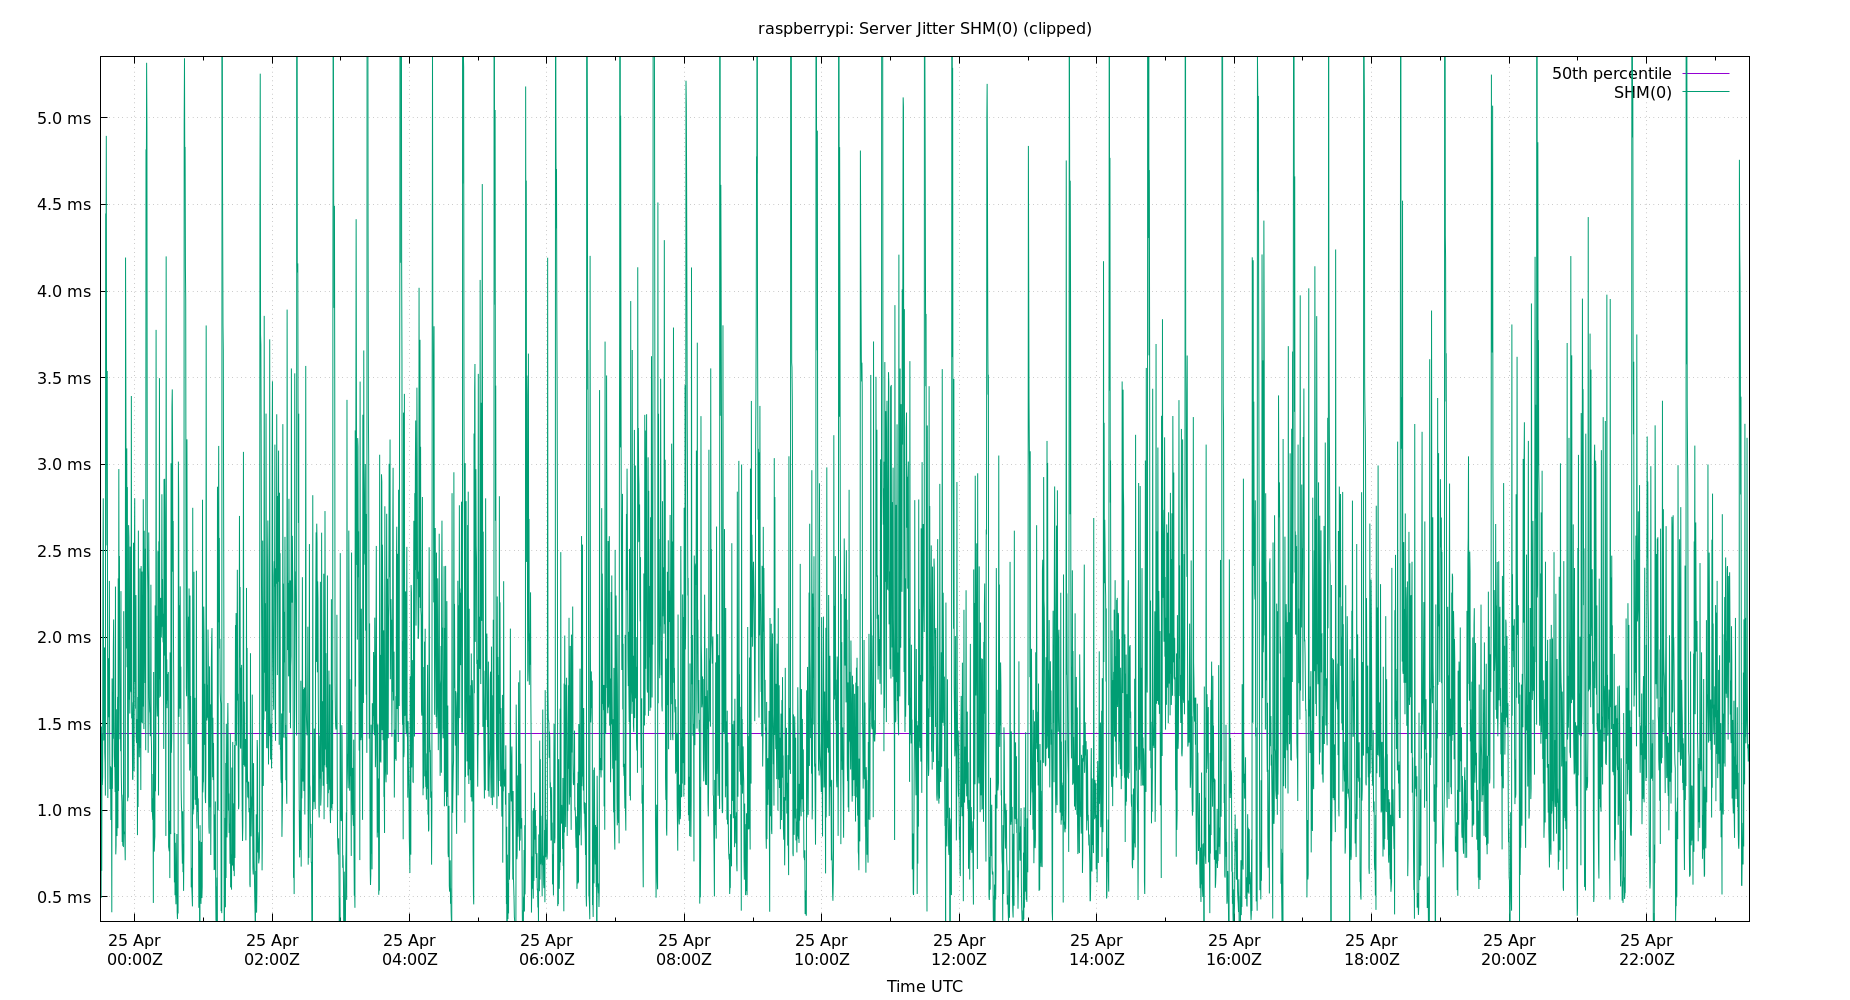 raspberrypi: Server Jitter SHM(0) (clipped)
50th percentile
SHM(0)
5.0 ms
4.5 ms
4.0 ms
3.5 ms
3.0 ms
2.5 ms
2.0 ms
1.5 ms
1.0 ms
0.5 ms
25 Apr 25 Apr 25 Apr 25 Apr 25 Apr 25 Apr 25 Apr 25 Apr 25 Apr 25 Apr 25 Apr 25 Apr
00:00Z 02:00Z 04:00Z 06:00Z 08:00Z 10:00Z 12:00Z 14:00Z 16:00Z 18:00Z 20:00Z 22:00Z
Time UTC